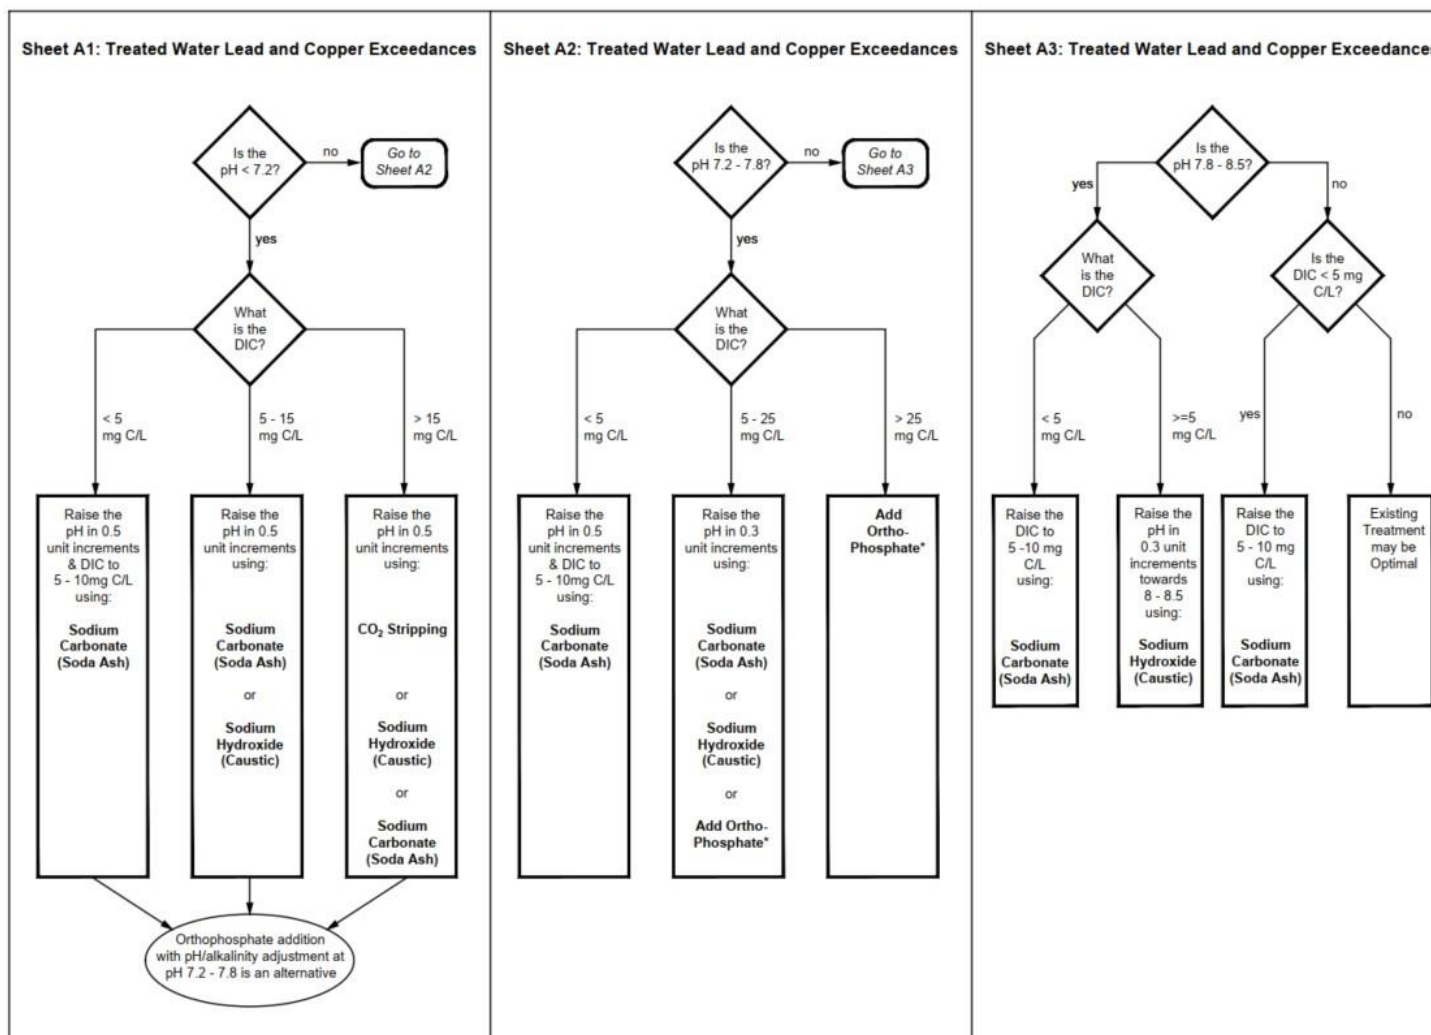 Sheet A1: Treated Water Lead and Copper Exceedances
Is the
pH < 7.2?
no
Go to
Sheet A2
yes
What
is the
DIC?
< 5
mg C/L
5 - 15
mg C/L
> 15
mg C/L
Raise the
pH in 0.5
unit increments
& DIC to
5 - 10mg C/L
using:
Sodium
Carbonate
(Soda Ash)
Raise the
pH in 0.5
unit increments
using:
Sodium
Carbonate
(Soda Ash)
or
Sodium
Hydroxide
(Caustic)
Raise the
pH in 0.5
unit increments
using:
CO₂ Stripping
or
Sodium
Hydroxide
(Caustic)
or
Sodium
Carbonate
(Soda Ash)
Orthophosphate addition
with pH/alkalinity adjustment at
pH 7.2 - 7.8 is an alternative
Sheet A2: Treated Water Lead and Copper Exceedances
Is the
pH 7.2 - 7.8?
no
Go to
Sheet A3
yes
What
is the
DIC?
< 5
mg C/L
5 - 25
mg C/L
> 25
mg C/L
Raise the
pH in 0.5
unit increments
& DIC to
5 - 10mg C/L
using:
Sodium
Carbonate
(Soda Ash)
Raise the
pH in 0.3
unit increments
using:
Sodium
Carbonate
(Soda Ash)
or
Sodium
Hydroxide
(Caustic)
or
Add Ortho-
Phosphate*
Add
Ortho-
Phosphate*
Sheet A3: Treated Water Lead and Copper Exceedances
Is the
pH 7.8 - 8.5?
yes
no
What
is the
DIC?
Is the
DIC < 5 mg
C/L?
< 5
mg C/L
>=5
mg C/L
yes
no
Raise the
DIC to
5 -10 mg
C/L
using:
Sodium
Carbonate
(Soda Ash)
Raise the
pH in
0.3 unit
increments
towards
8 - 8.5
using:
Sodium
Hydroxide
(Caustic)
Raise the
DIC to
5 - 10 mg
C/L
using:
Sodium
Carbonate
(Soda Ash)
Existing
Treatment
may be
Optimal